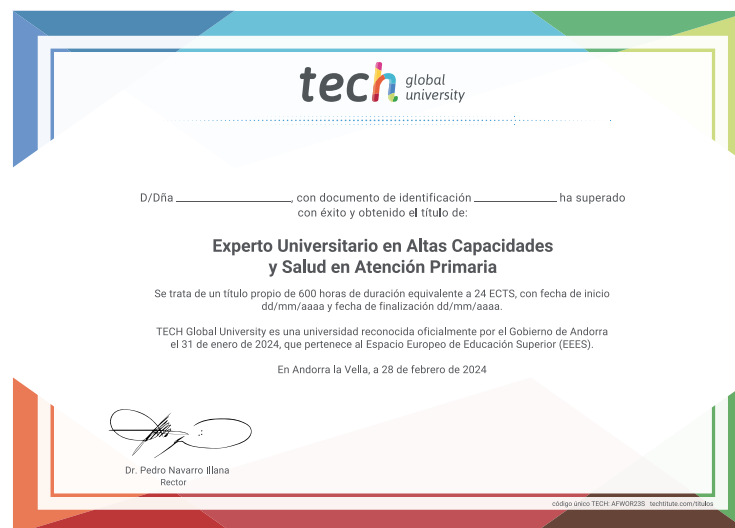 tech global university
D/Dña ______________, con documento de identificación __________ ha superado
con éxito y obtenido el título de:
Experto Universitario en Altas Capacidades
y Salud en Atención Primaria
Se trata de un título propio de 600 horas de duración equivalente a 24 ECTS, con fecha de inicio
dd/mm/aaaa y fecha de finalización dd/mm/aaaa.
TECH Global University es una universidad reconocida oficialmente por el Gobierno de Andorra
el 31 de enero de 2024, que pertenece al Espacio Europeo de Educación Superior (EEES).
En Andorra la Vella, a 28 de febrero de 2024
Dr. Pedro Navarro Illana
Rector
código único TECH: AFWOR23S techtitute.com/titulos